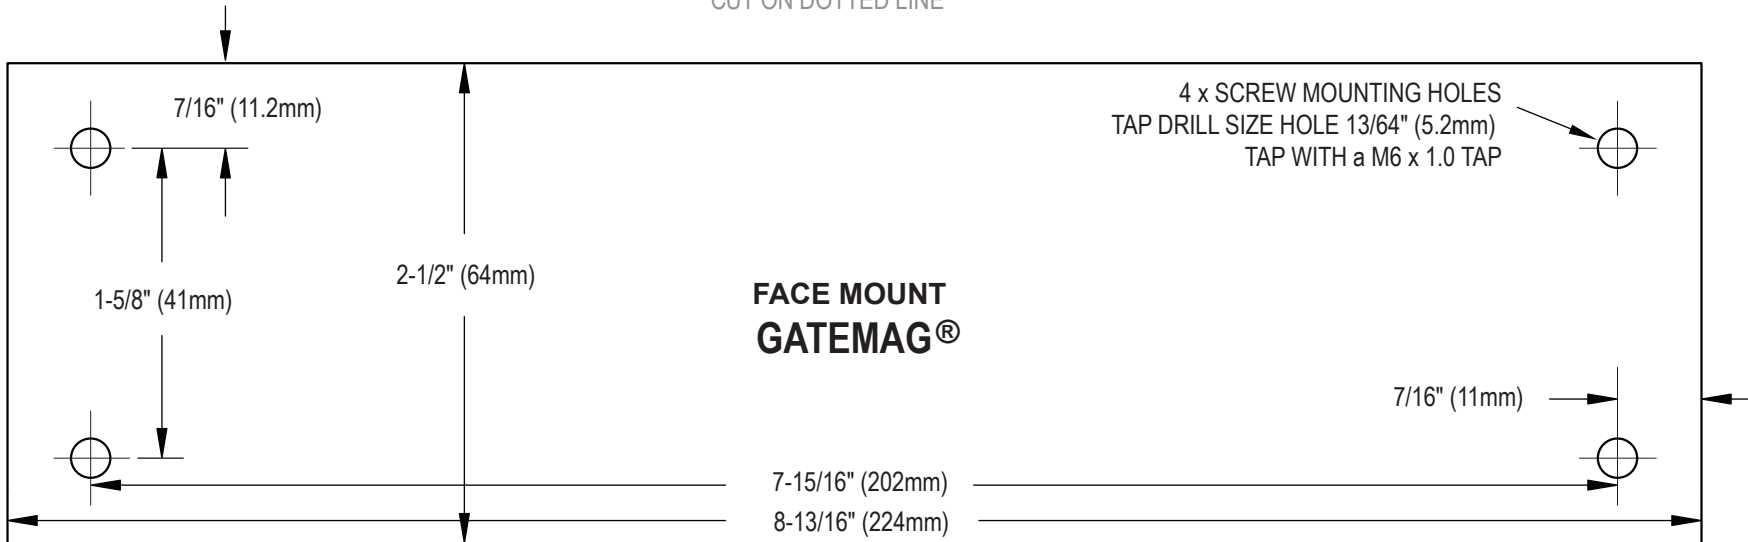 CUT ON DOTTED LINE
7/16" (11.2mm)
4 x SCREW MOUNTING HOLES
TAP DRILL SIZE HOLE 13/64" (5.2mm)
TAP WITH a M6 x 1.0 TAP
2-1/2" (64mm)
1-5/8" (41mm)
FACE MOUNT
GATEMAG®
7/16" (11mm)
7-15/16" (202mm)
8-13/16" (224mm)